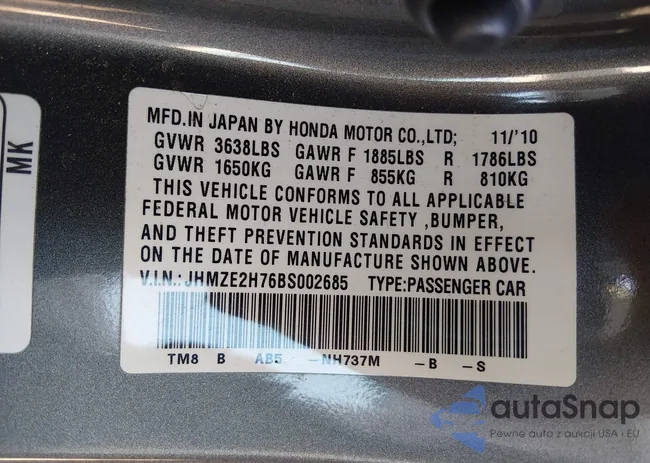 MFD.IN JAPAN BY HONDA MOTOR CO.,LTD; 11/'10
GVWR 3638LBS GAWR F 1885LBS R 1786LBS
GVWR 1650KG GAWR F 855KG R 810KG
THIS VEHICLE CONFORMS TO ALL APPLICABLE
FEDERAL MOTOR VEHICLE SAFETY ,BUMPER,
AND THEFT PREVENTION STANDARDS IN EFFECT
ON THE DATE OF MANUFACTURE SHOWN ABOVE.
V.I.N.:JHMZE2H76BS002685 TYPE:PASSENGER CAR
TM8 B AB5 -NH737M -B -S
MK
autaSnap
Pewne auto z aukcji USA i EU